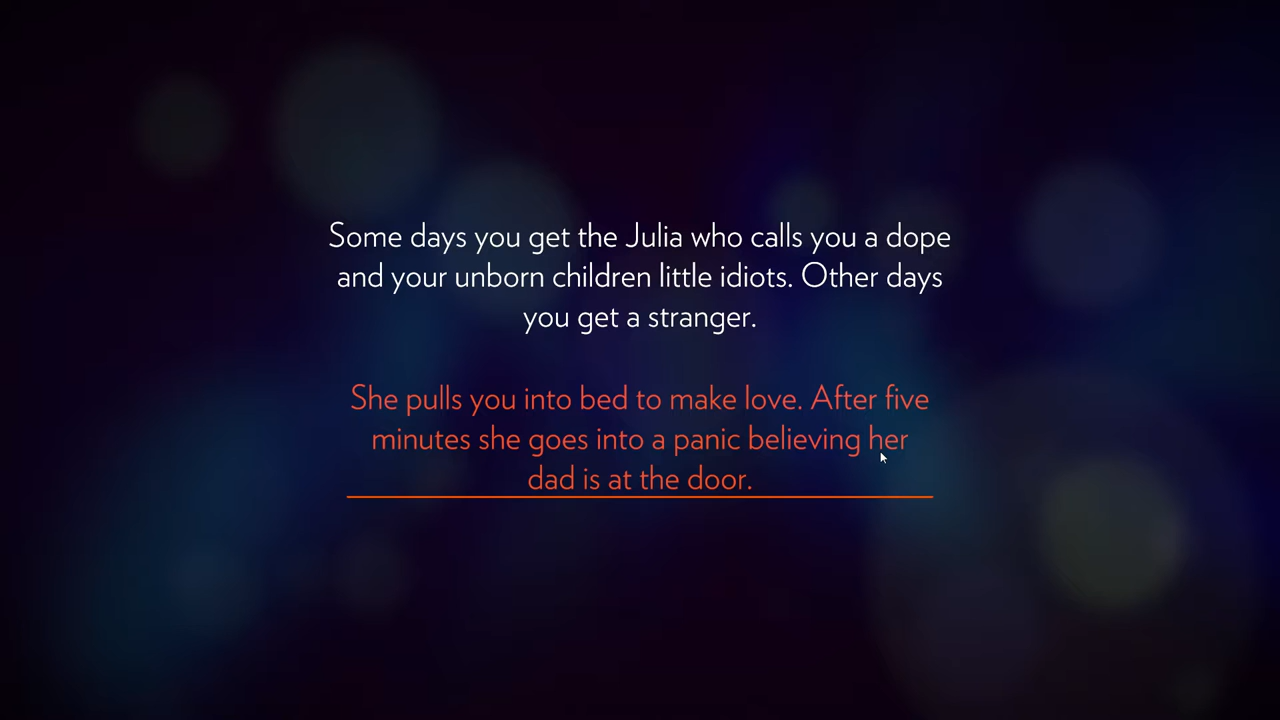 Some days you get the Julia who calls you a dope
and your unborn children little idiots. Other days
you get a stranger.
She pulls you into bed to make love. After five
minutes she goes into a panic believing her
dad is at the door.